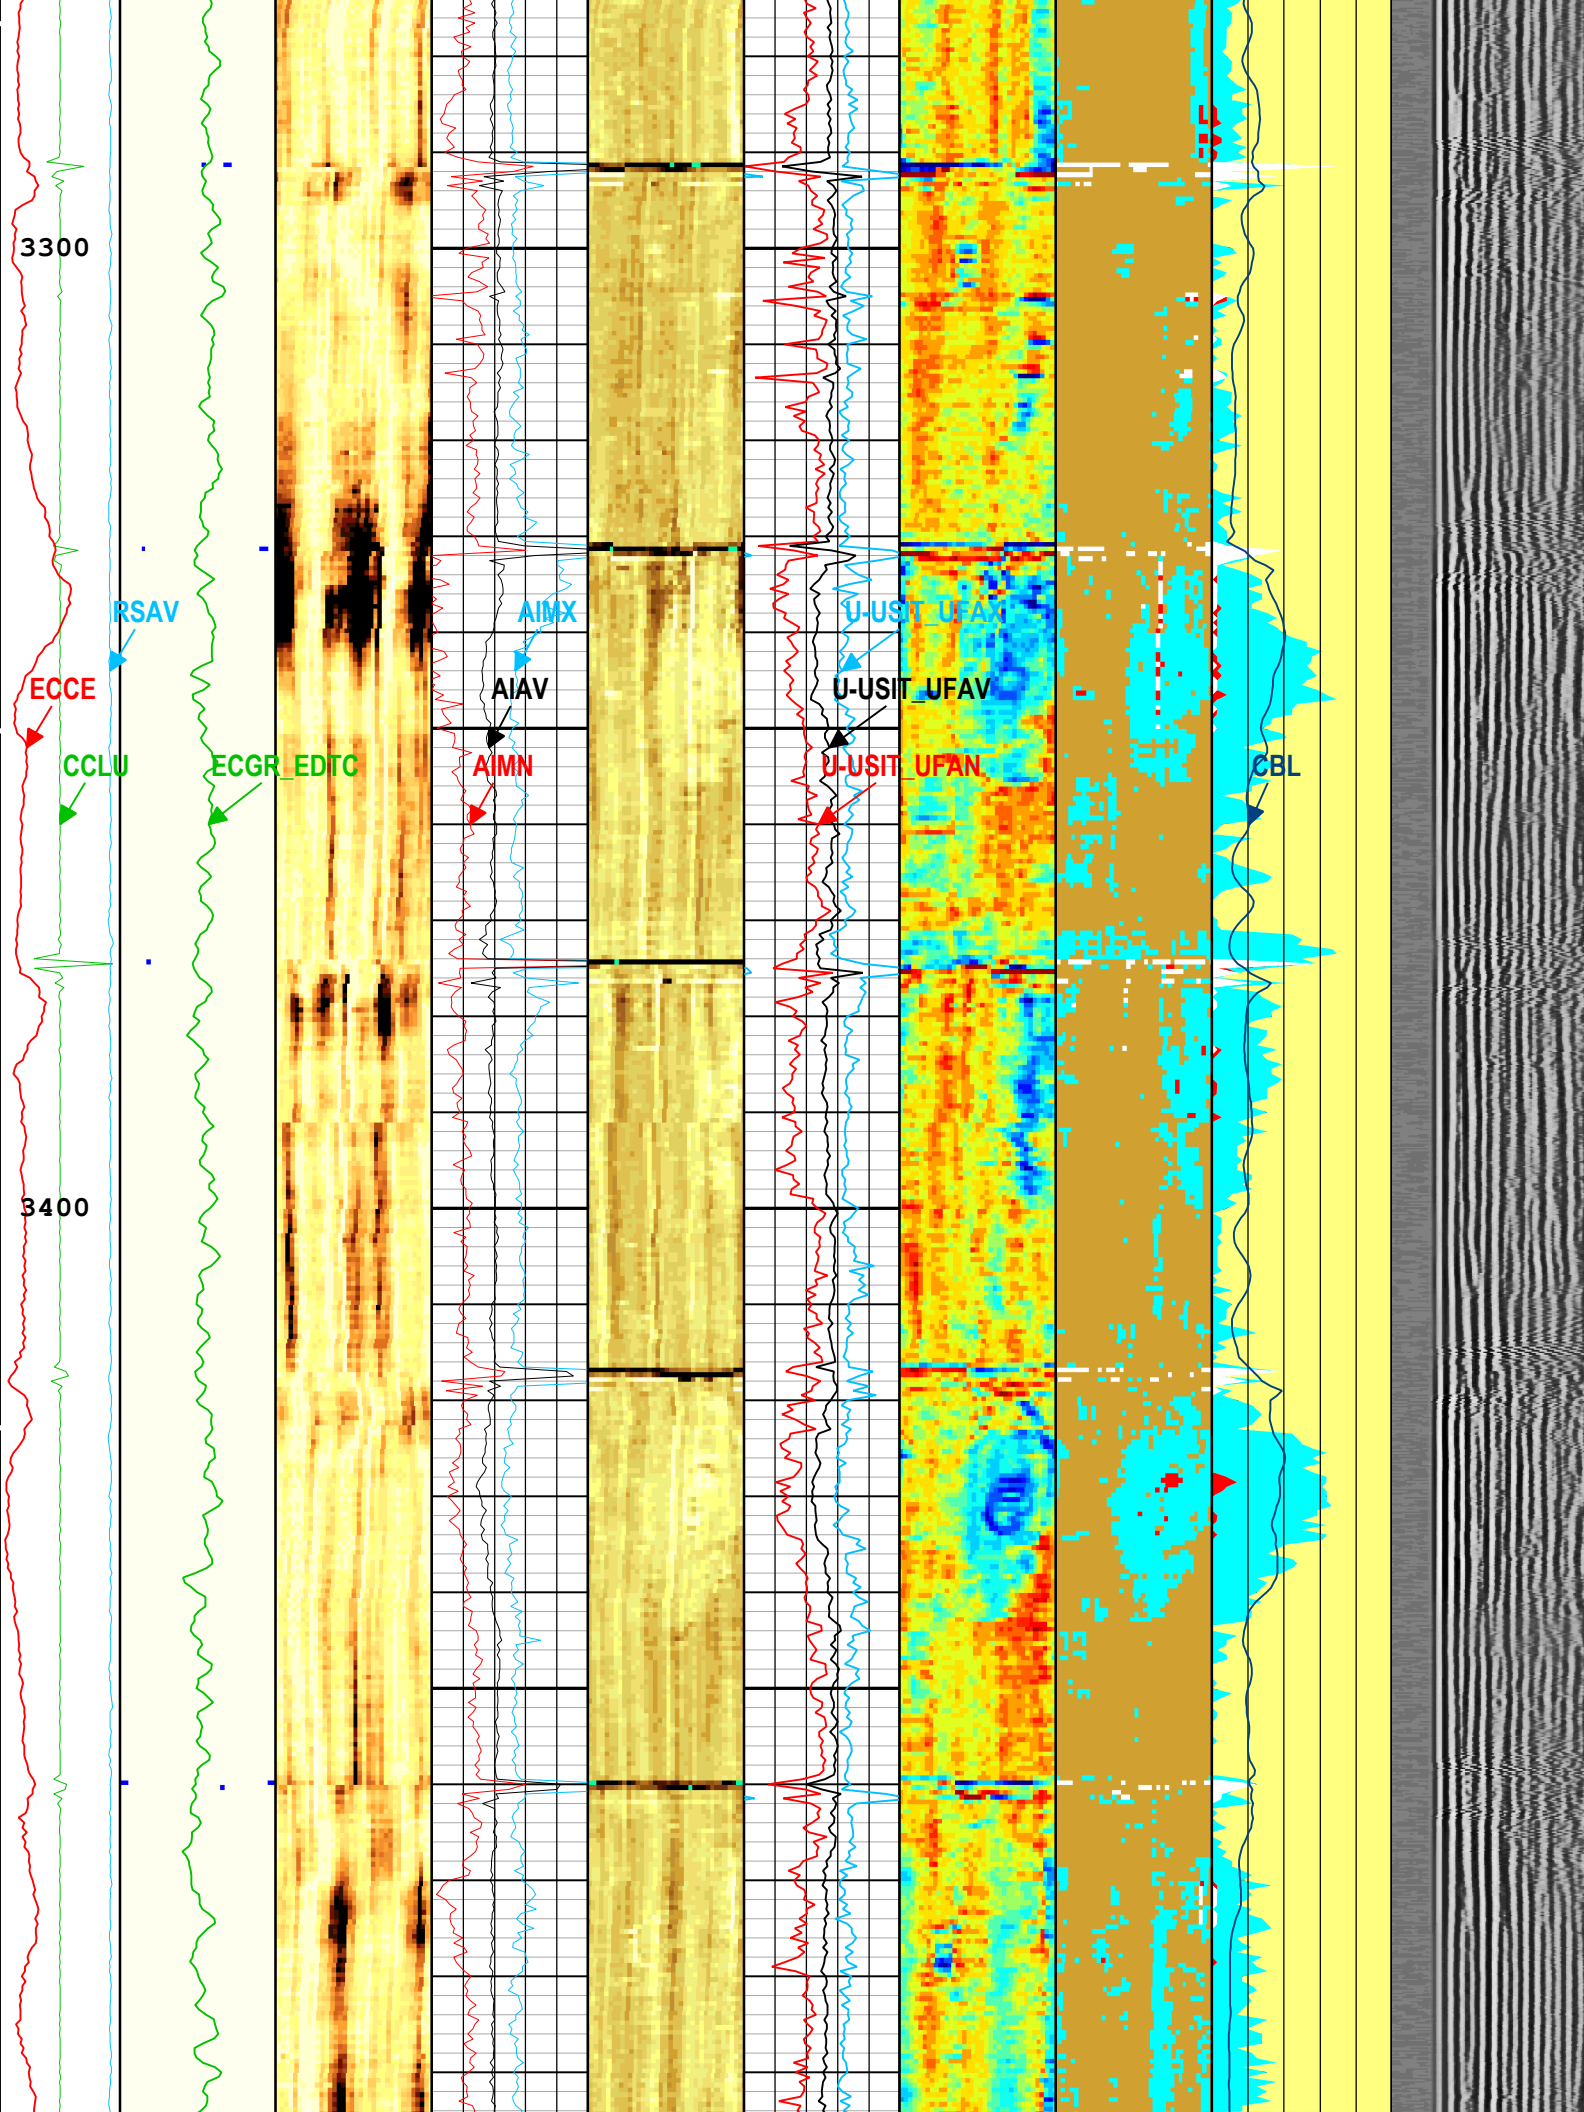 3300
RSAV
AIMX
U-USIT_UFAX
ECCE
AIAV
U-USIT_UFAV
CCLU
ECGR_EDTC
AIMN
U-USIT_UFAN
CBL
3400